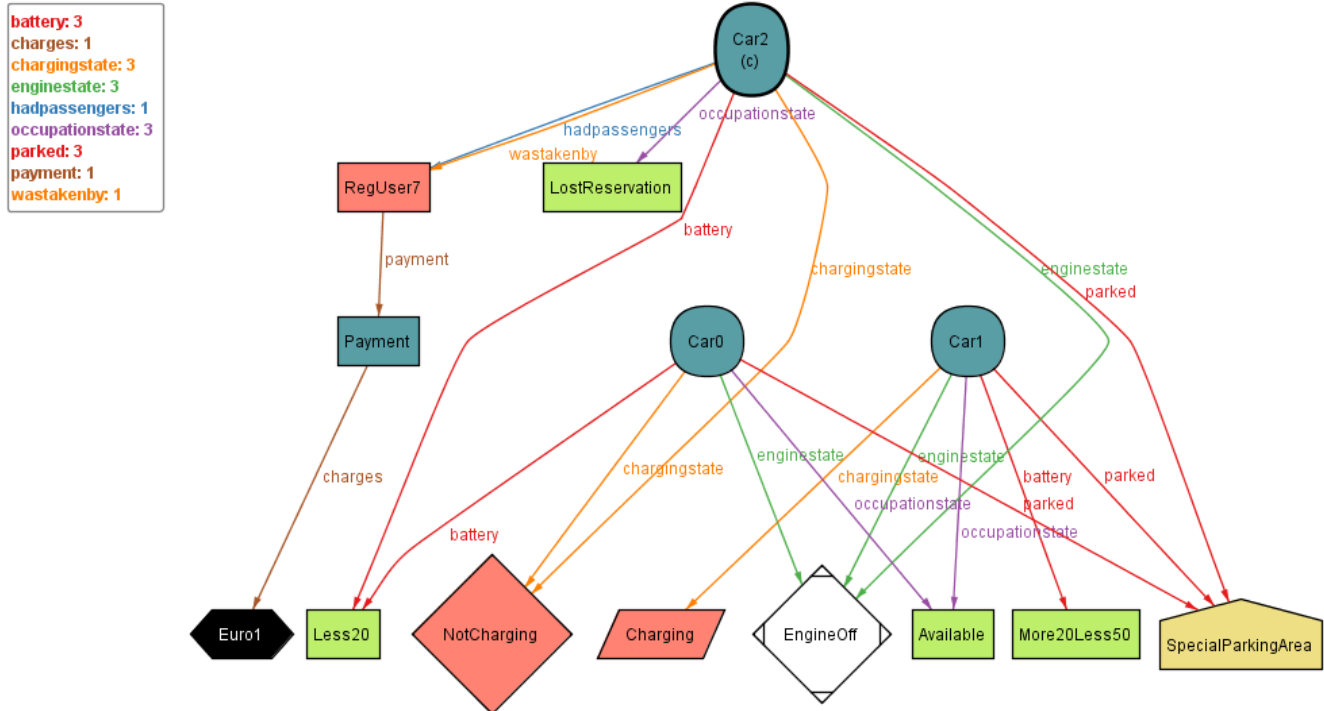 battery: 3
charges: 1
chargingstate: 3
enginestate: 3
hadpassengers: 1
occupationstate: 3
parked: 3
payment: 1
wastakenby: 1
Car2
(c)
occupationstate
hadpassengers
wastakenby
RegUser7
LostReservation
battery
payment
chargingstate
enginestate
parked
Payment
Car0
Car1
enginestate
enginestate
chargingstate
chargingstate
battery
parked
charges
occupationstate
parked
battery
occupationstate
Euro1
Less20
NotCharging
Charging
EngineOff
Available
More20Less50
SpecialParkingArea